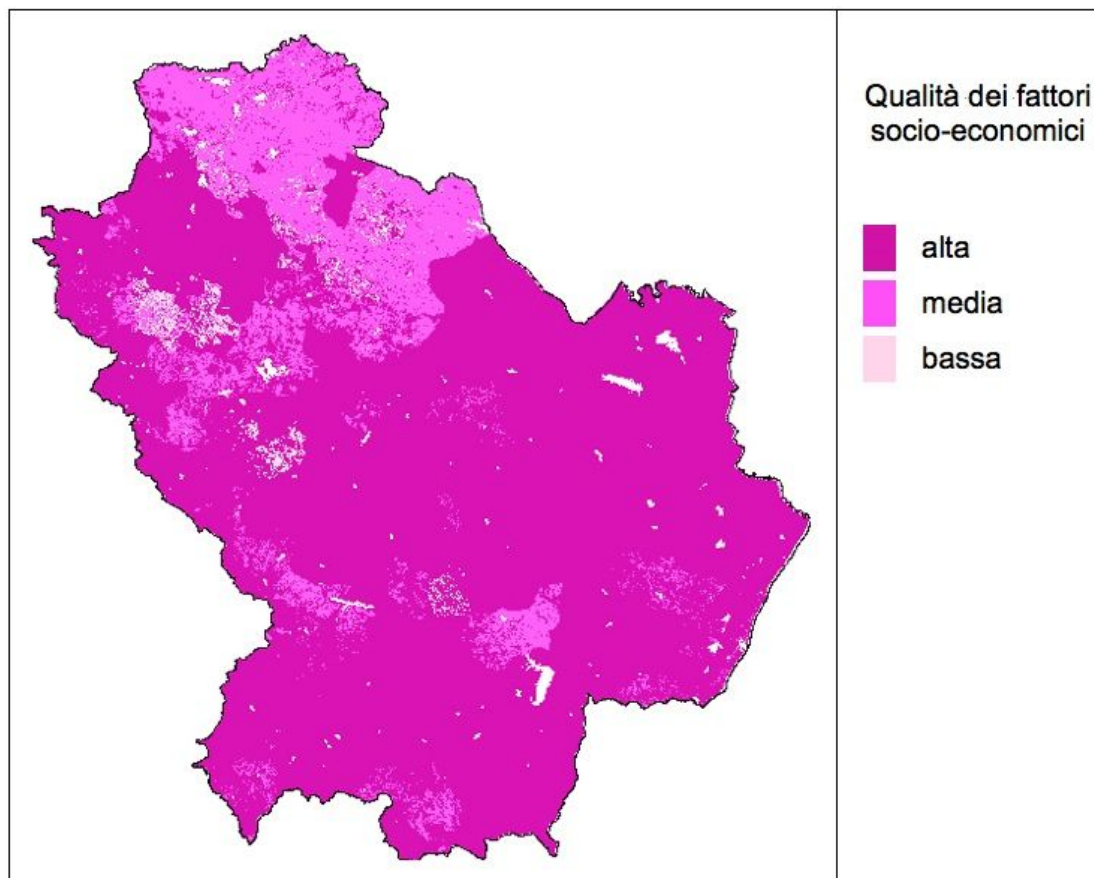 Qualità dei fattori
socio-economici
alta
media
bassa